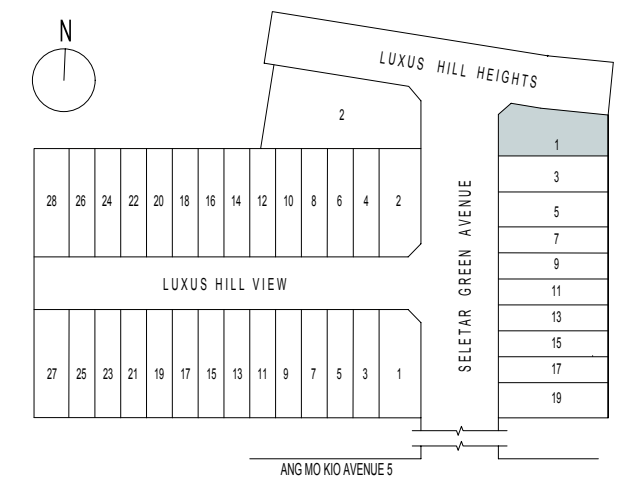 N
LUXUS HILL HEIGHTS
2
1
3
5
7
9
11
13
15
17
19
SELETAR GREEN AVENUE
28 26 24 22 20 18 16 14 12 10 8 6 4 2
LUXUS HILL VIEW
27 25 23 21 19 17 15 13 11 9 7 5 3 1
ANG MO KIO AVENUE 5